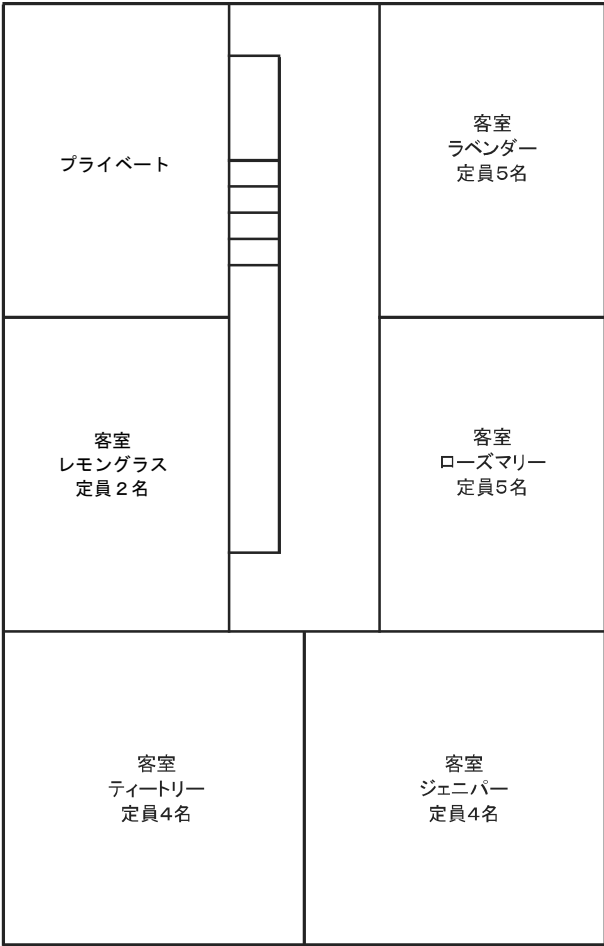 プライベート
客室
ラベンダー
定員5名
客室
レモングラス
定員２名
客室
ローズマリー
定員5名
客室
ティートリー
定員4名
客室
ジェニパー
定員4名